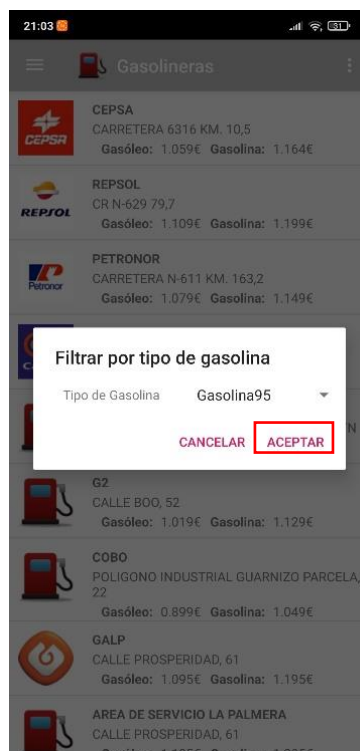 21:03
51
Gasolineras
CEPSA
CEPSA
CARRETERA 6316 KM. 10,5
Gasóleo: 1.059€ Gasolina: 1.164€
REPSOL
REPSOL
CR N-629 79,7
Gasóleo: 1.109€ Gasolina: 1.199€
PETRONOR
Petronor
CARRETERA N-611 KM. 163,2
Gasóleo: 1.079€ Gasolina: 1.149€
Filtrar por tipo de gasolina
Tipo de Gasolina Gasolina95
CANCELAR ACEPTAR
G2
CALLE BOO, 52
Gasóleo: 1.019€ Gasolina: 1.129€
COBO
POLIGONO INDUSTRIAL GUARNIZO PARCELA,
22
Gasóleo: 0.899€ Gasolina: 1.049€
GALP
CALLE PROSPERIDAD, 61
Gasóleo: 1.095€ Gasolina: 1.195€
AREA DE SERVICIO LA PALMERA
CALLE PROSPERIDAD, 61